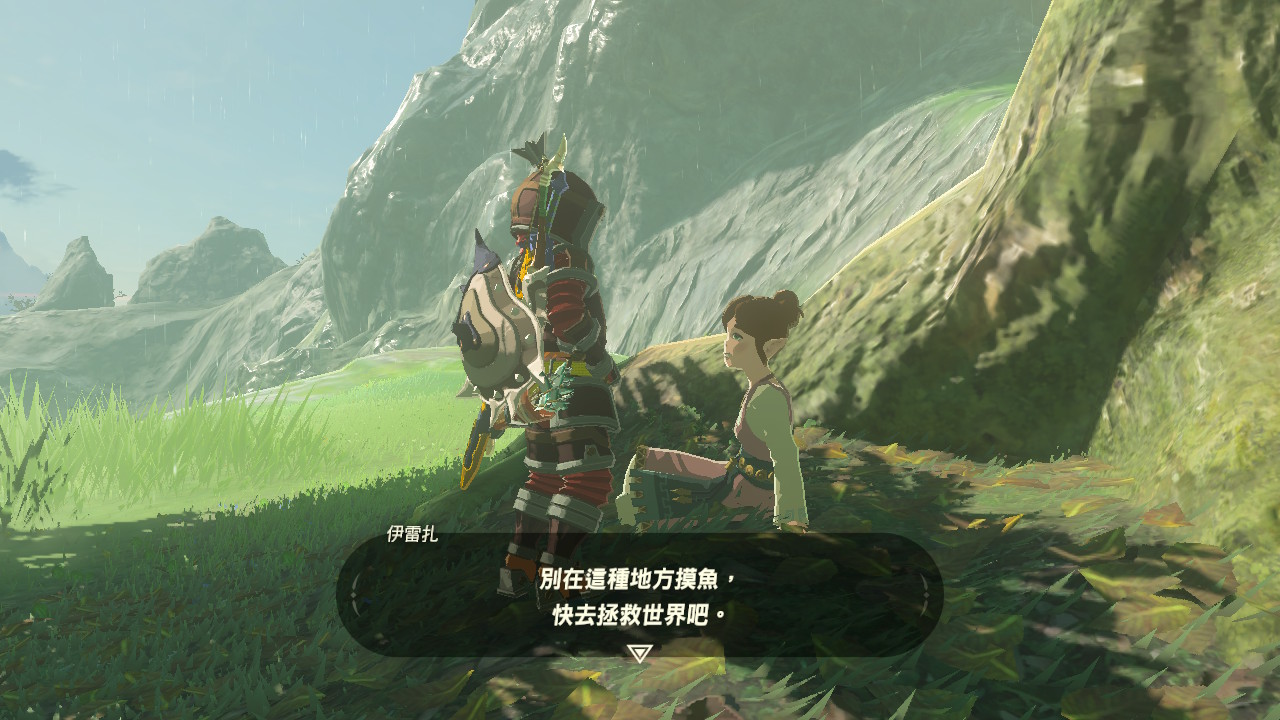 伊雷扎
別在這種地方摸魚，
快去拯救世界吧。